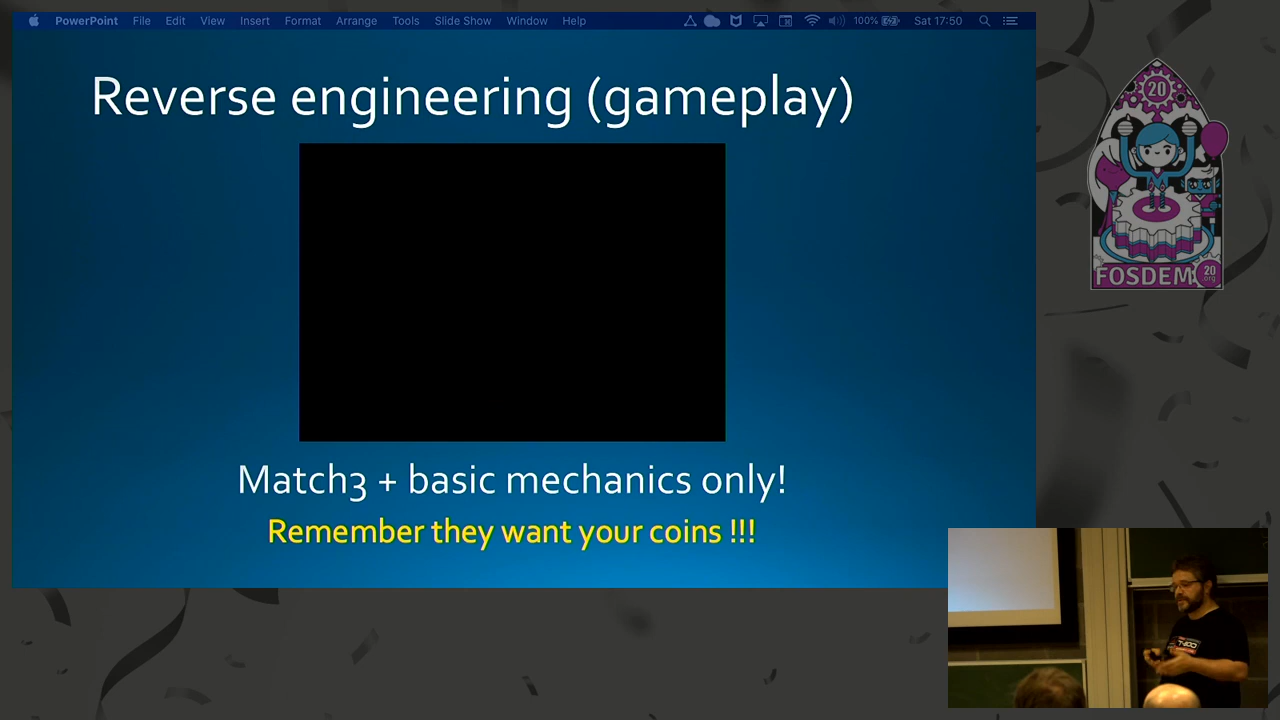 PowerPoint File Edit View Insert Format Arrange Tools Slide Show Window Help 100% Sat 17:50
Reverse engineering (gameplay)
Match3 + basic mechanics only!
Remember they want your coins !!!
20
FOSDEM
20
.org